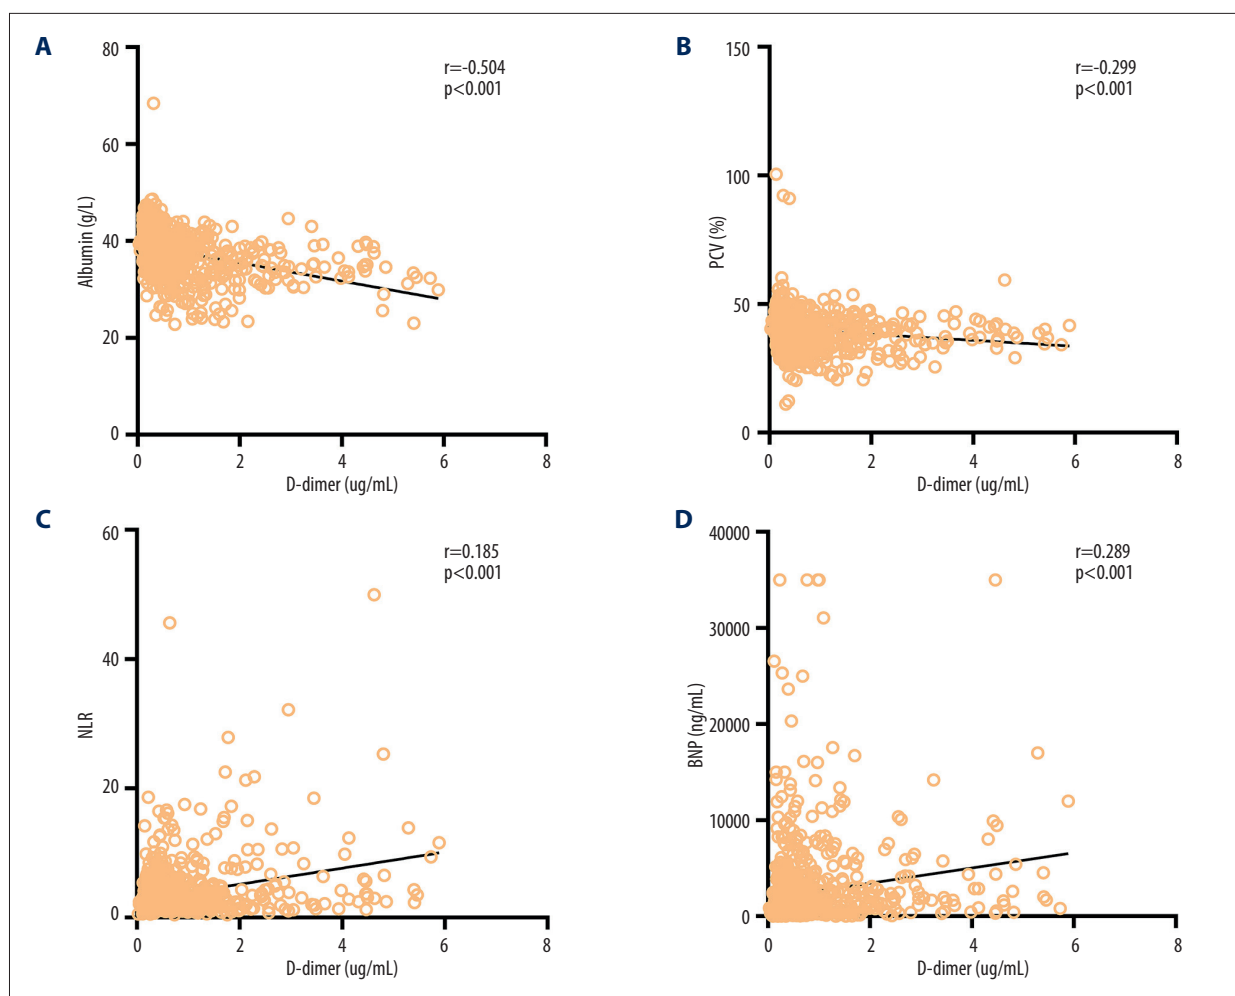 A
r=-0.504
p<0.001
80
60
40
20
0
Albumin (g/L)
0 2 4 6 8
D-dimer (ug/mL)
B
r=-0.299
p<0.001
150
100
50
0
PCV (%)
0 2 4 6 8
D-dimer (ug/mL)
C
r=0.185
p<0.001
60
40
20
0
NLR
0 2 4 6 8
D-dimer (ug/mL)
D
r=0.289
p<0.001
40000
30000
20000
10000
0
BNP (ng/mL)
0 2 4 6 8
D-dimer (ug/mL)